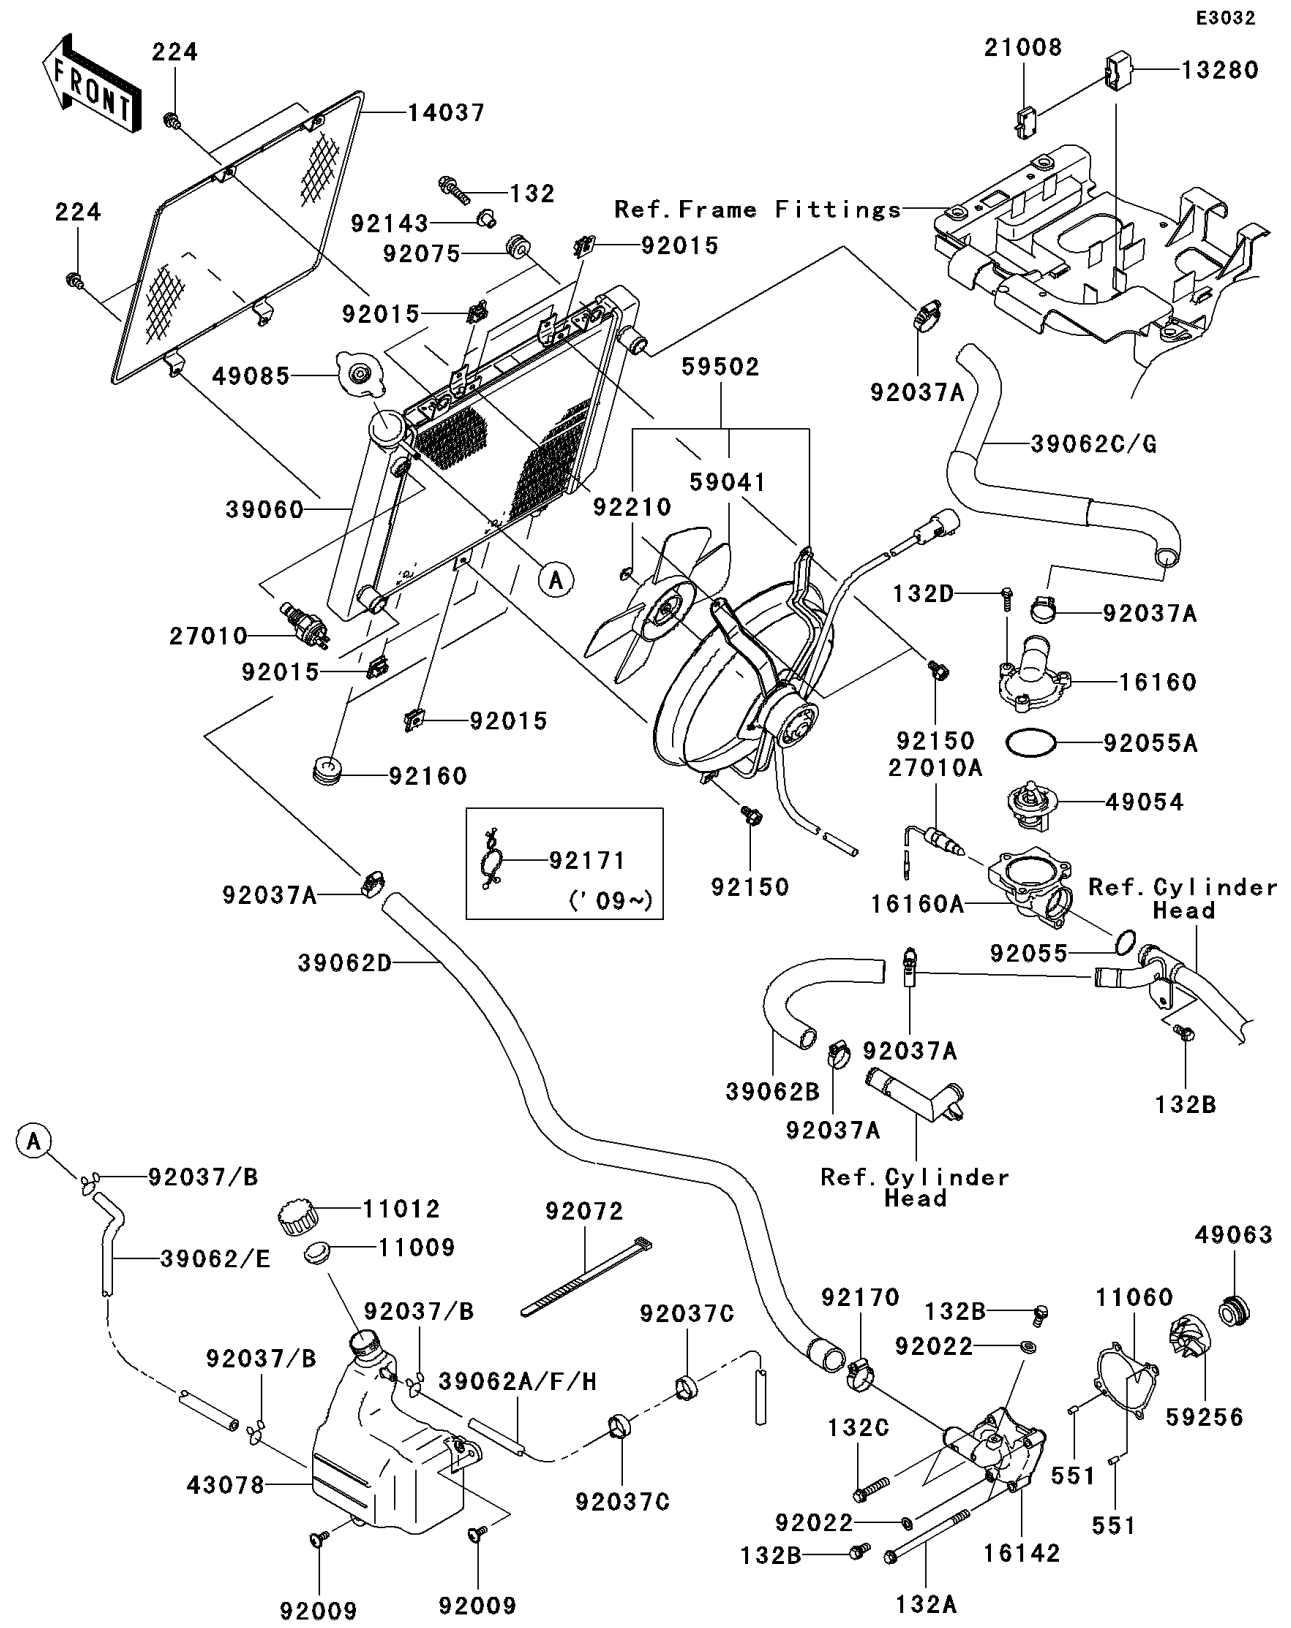 E3032
FRONT
224
14037
21008
13280
132
92143
92075
92015
Ref.Frame Fittings
224
92015
49085
59502
92037A
39062C/G
59041
92210
39060
A
132D
92037A
27010
92015
16160
92015
92150
92055A
27010A
92160
49054
92171
('09~)
92150
92037A
16160A
Ref.Cylinder
Head
39062D
92055
92037A
39062B
132B
92037A
A
92037/B
Ref.Cylinder
Head
11012
92072
11009
39062/E
49063
92037/B
92037C
92170
132B
11060
92022
92037/B
39062A/F/H
59256
132C
551
43078
92037C
92022
551
132B
16142
92009
92009
132A